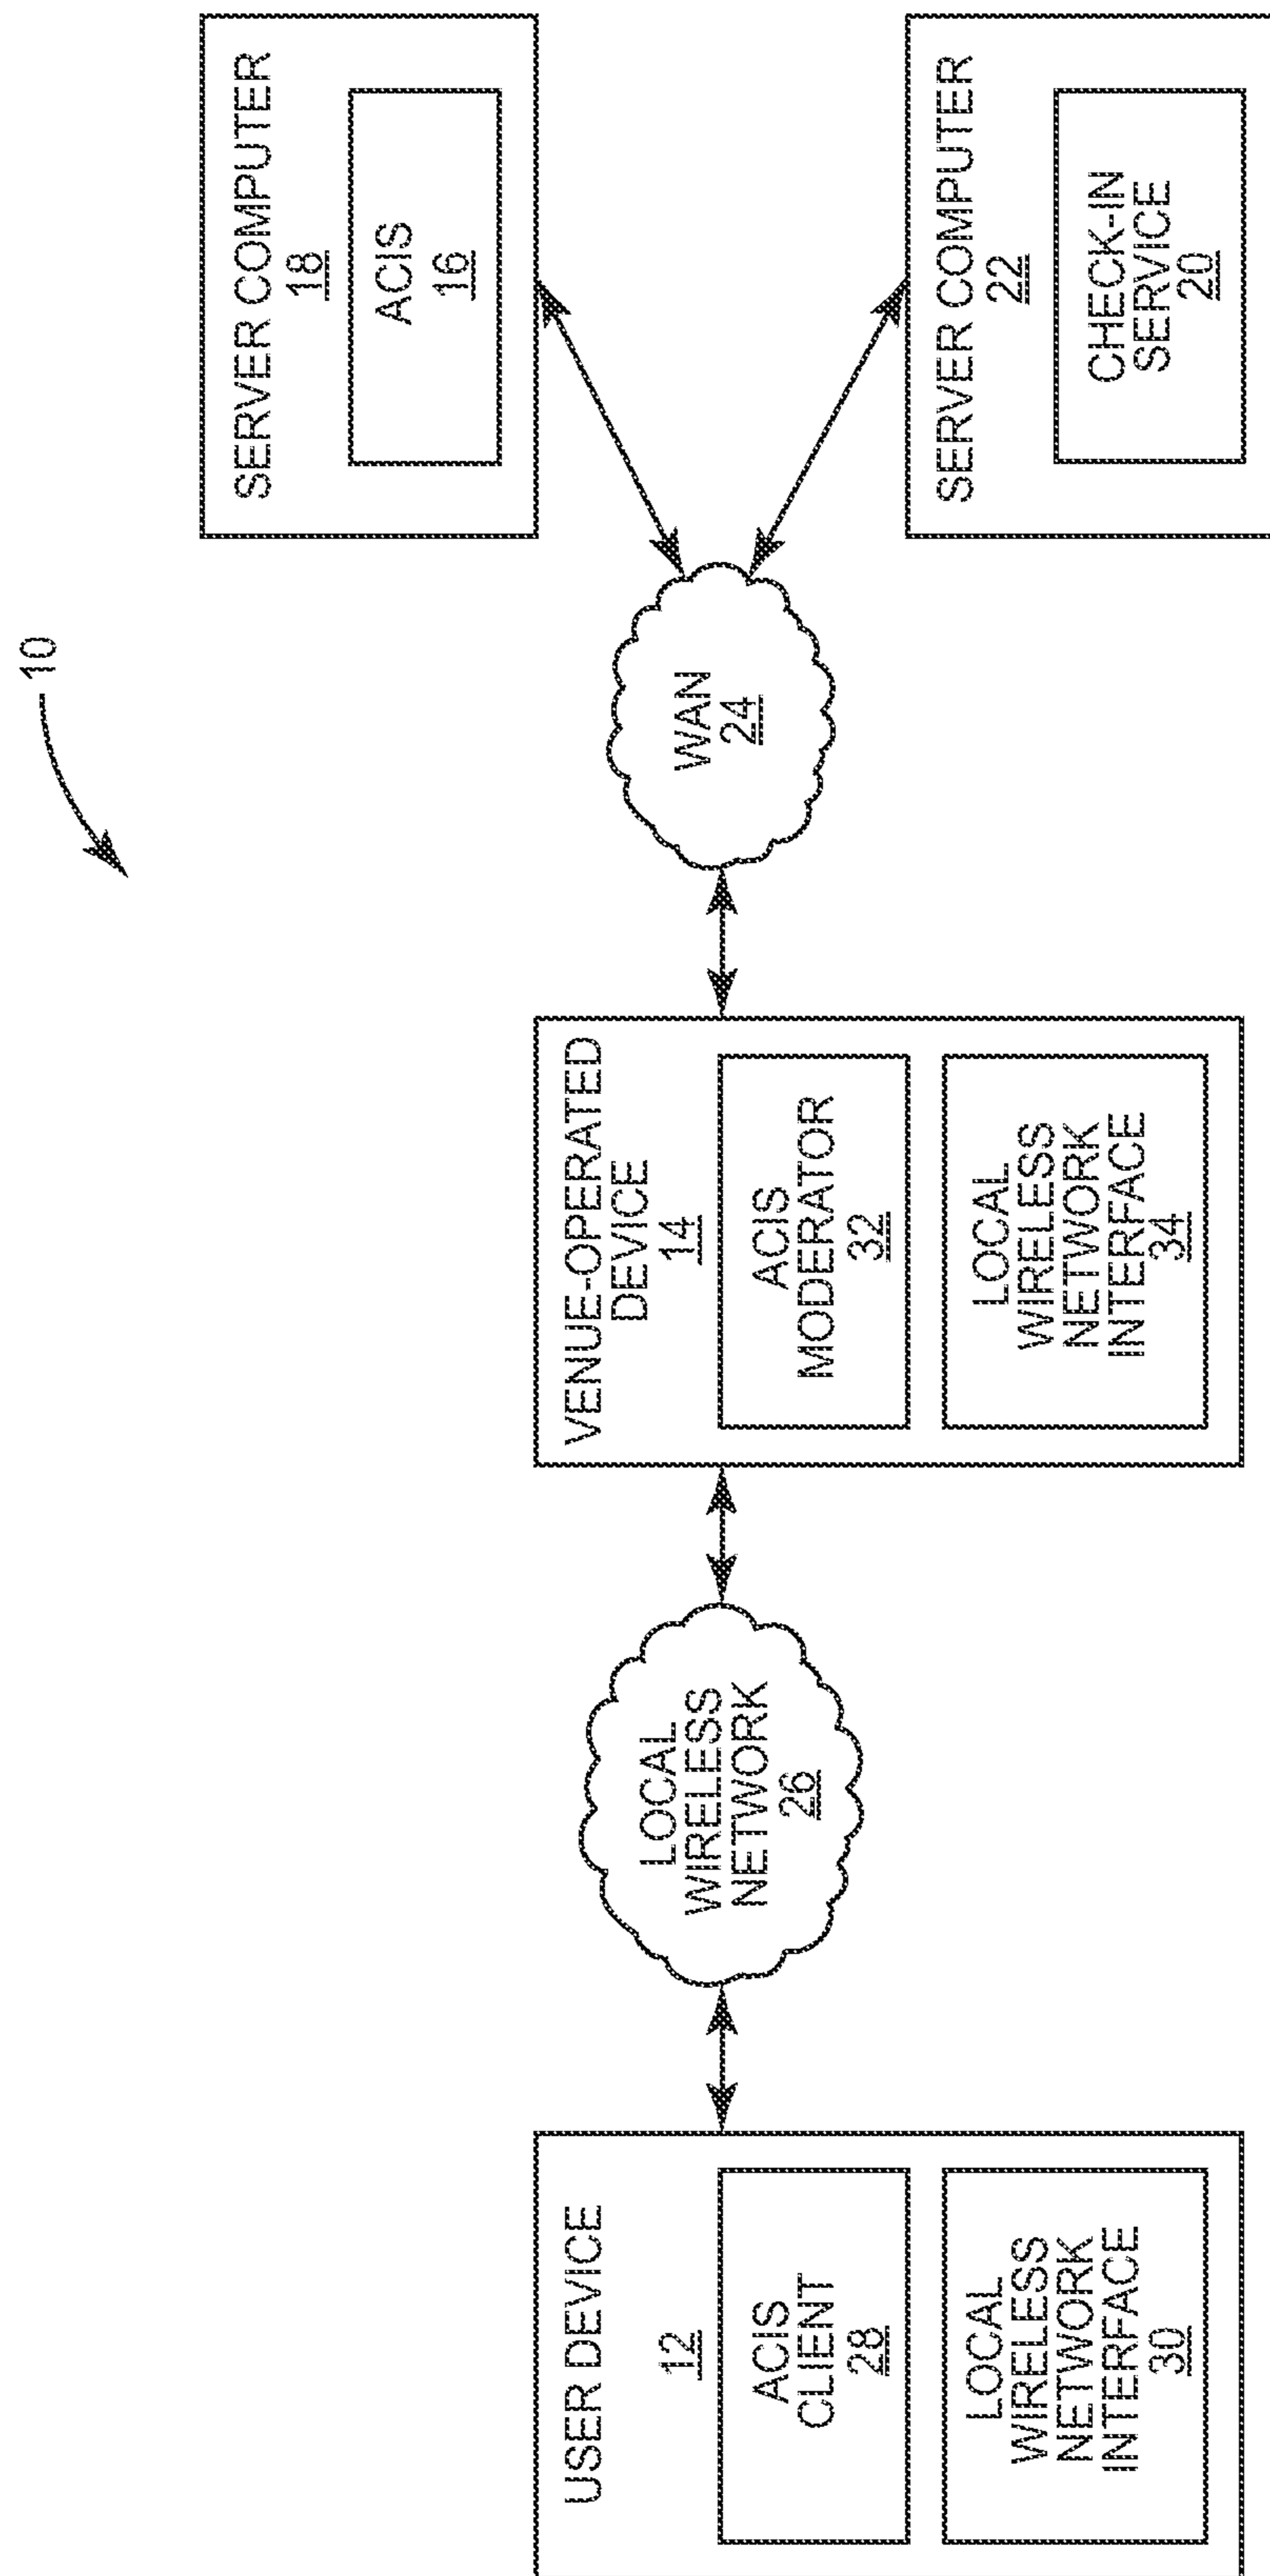 10
USER DEVICE
12
ACIS
CLIENT
28
LOCAL
WIRELESS
NETWORK
INTERFACE
30
LOCAL
WIRELESS
NETWORK
26
VENUE-OPERATED
DEVICE
14
ACIS
MODERATOR
32
LOCAL
WIRELESS
NETWORK
INTERFACE
34
WAN
24
SERVER COMPUTER
18
ACIS
16
SERVER COMPUTER
22
CHECK-IN
SERVICE
20